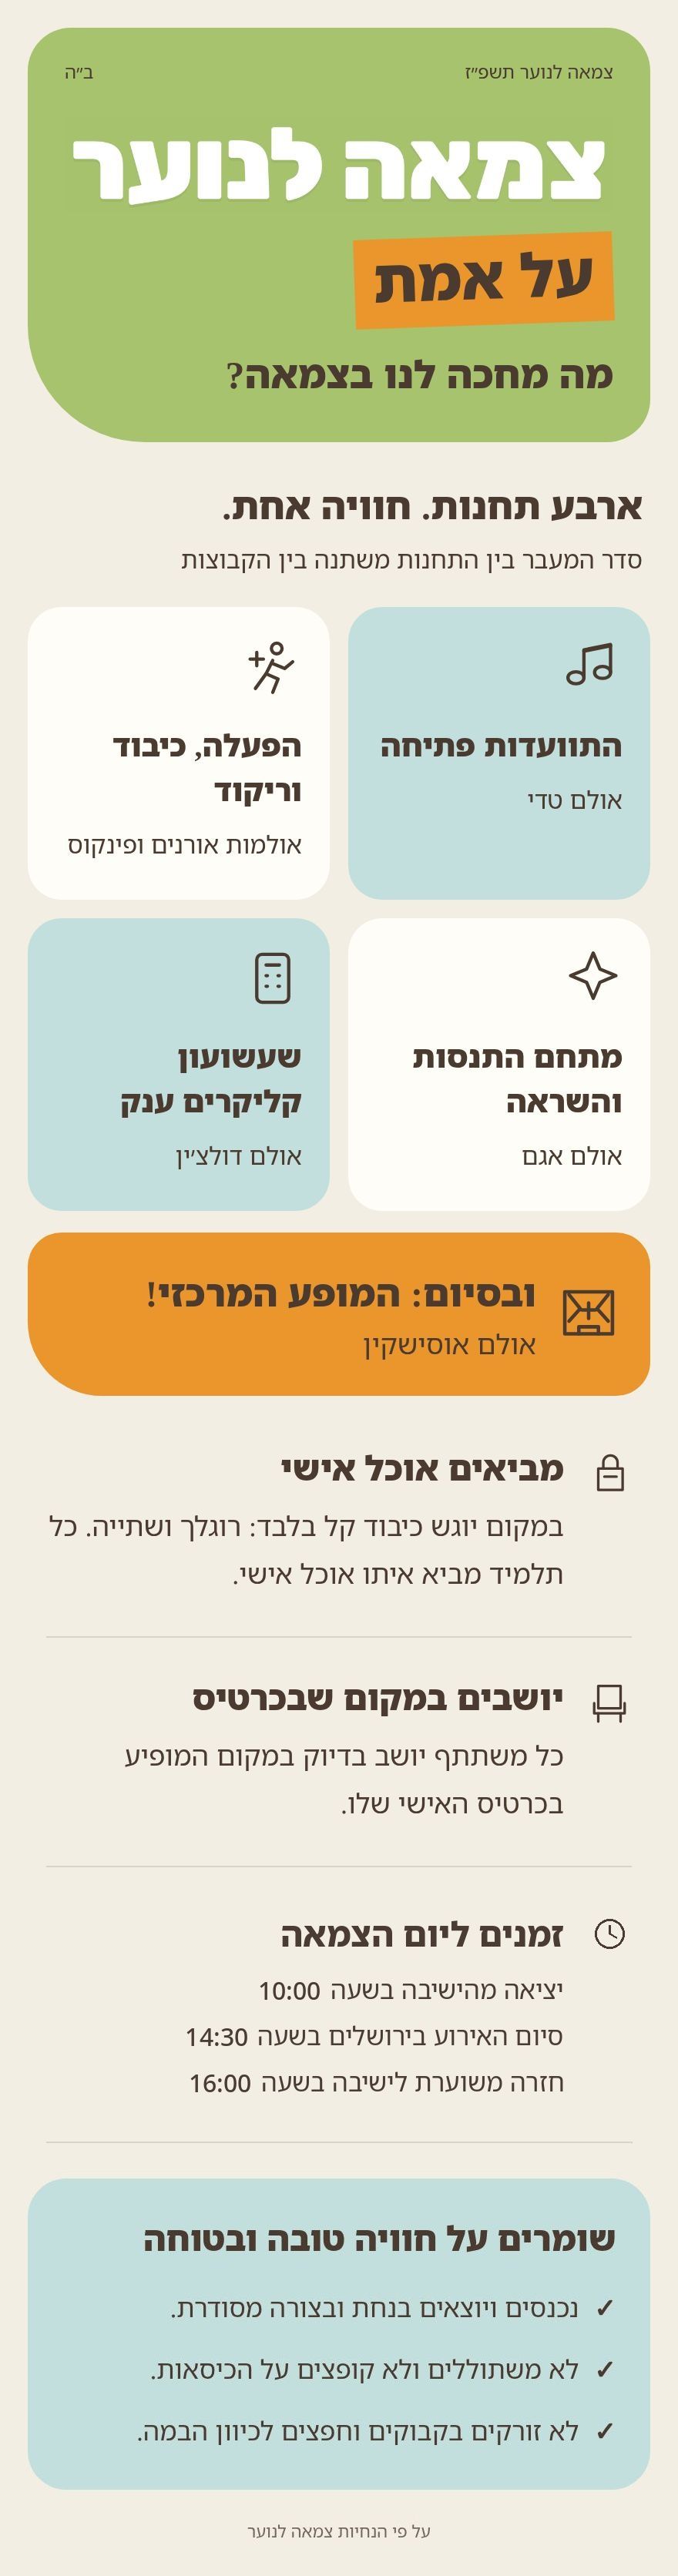 צמאה לנוער תשפ״ז
ב״ה
צמאה לנוער
על אמת
מה מחכה לנו בצמאה?
ארבע תחנות. חוויה אחת.
סדר המעבר בין התחנות משתנה בין הקבוצות
התוועדות פתיחה
אולם טדי
הפעלה, כיבוד
וריקוד
אולמות אורנים ופינקוס
מתחם התנסות
והשראה
אולם אגם
שעשועון
קליקרים ענק
אולם דולצ׳ין
ובסיום: המופע המרכזי!
אולם אוסישקין
מביאים אוכל אישי
במקום יוגש כיבוד קל בלבד: רוגלך ושתייה. כל
תלמיד מביא איתו אוכל אישי.
יושבים במקום שבכרטיס
כל משתתף יושב בדיוק במקום המופיע
בכרטיס האישי שלו.
זמנים ליום הצמאה
יציאה מהישיבה בשעה 10:00
סיום האירוע בירושלים בשעה 14:30
חזרה משוערת לישיבה בשעה 16:00
שומרים על חוויה טובה ובטוחה
✓ נכנסים ויוצאים בנחת ובצורה מסודרת.
✓ לא משתוללים ולא קופצים על הכיסאות.
✓ לא זורקים בקבוקים וחפצים לכיוון הבמה.
על פי הנחיות צמאה לנוער